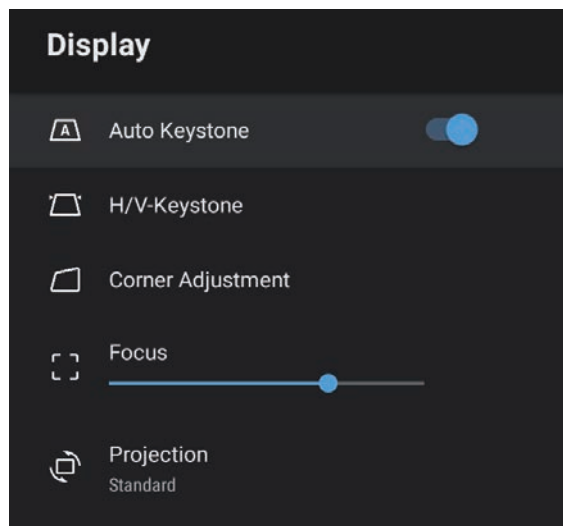 Display
A
Auto Keystone
H/V-Keystone
Corner Adjustment
Focus
Projection
Standard